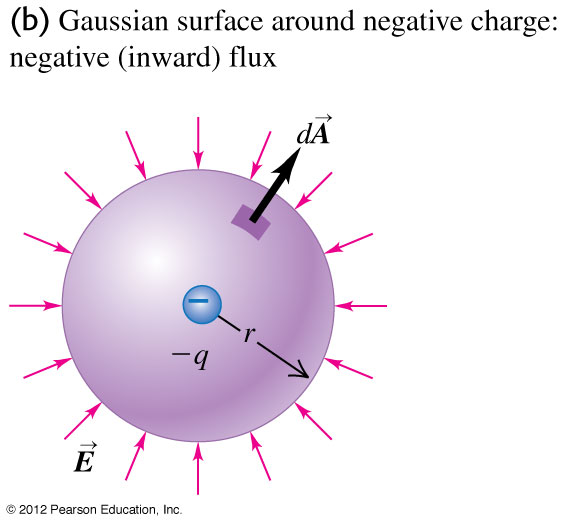 (b) Gaussian surface around negative charge:
negative (inward) flux
dA⃗
−
r
−q
E⃗
© 2012 Pearson Education, Inc.